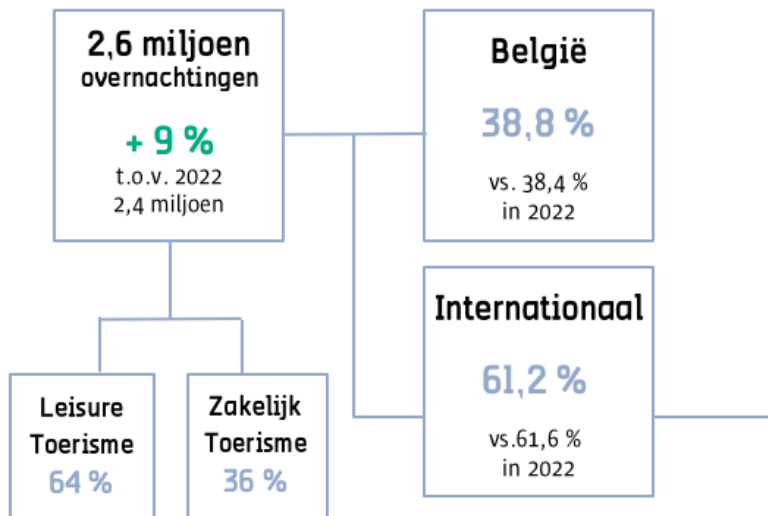 2,6 miljoen
overnachtingen
+ 9 %
t.o.v. 2022
2,4 miljoen
België
38,8 %
vs. 38,4 %
in 2022
Internationaal
61,2 %
vs.61,6 %
in 2022
Leisure
Toerisme
64 %
Zakelijk
Toerisme
36 %